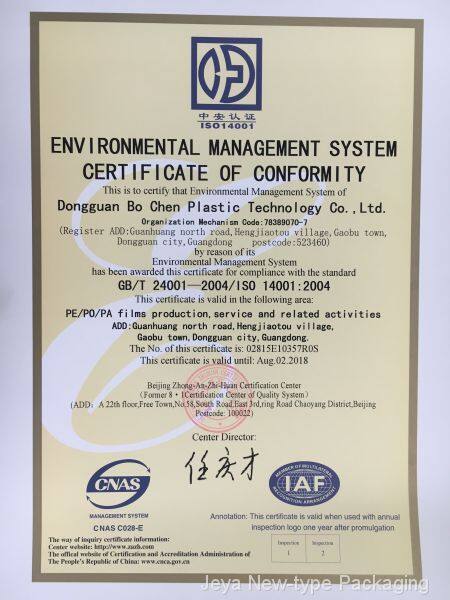 中安认证
ISO14001
ENVIRONMENTAL MANAGEMENT SYSTEM
CERTIFICATE OF CONFORMITY
This is to certify that Environmental Management System of
Dongguan Bo Chen Plastic Technology Co.,Ltd.
Organization Mechanism Code:78389070-7
(Register ADD:Guanhuang north road,Hengjiaotou village,Gaobu town,
Dongguan city,Guangdong postcode:523460)
by reason of its
Environmental Management System
has been awarded this certificate for compliance with the standard
GB/T 24001—2004/ISO 14001:2004
This certificate is valid in the following area:
PE/PO/PA films production,service and related activities
ADD:Guanhuang north road,Hengjiaotou village,
Gaobu town,Dongguan city,Guangdong.
The No. of this certificate is: 02815E10357R0S
This certificate is valid until: Aug.02.2018
Beijing Zhong-An-Zhi-Huan Certification Center
(Former 8·1Certification Center of Quality System)
(ADD: A 22th floor,Free Town,No.58,South Road,East 3rd,ring Road Chaoyang District,Beijing
Postcode: 100022)
Center Director:
任庆才
CNAS
MANAGEMENT SYSTEM
CNAS C028-E
MEMBER OF MULTILATERAL
IAF
RECOGNITION ARRANGEMENT
Annotation: This certificate is valid when used with annual
inspection logo one year after promulgation.
The way of inquiry certificate information:
Center website: http://www.zazh.com
The offical website of Certification and Accreditation Administration of
The People's Republic of China: www.cnca.gov.cn
Inspection
1
Inspection
2
Jeya New-type Packaging